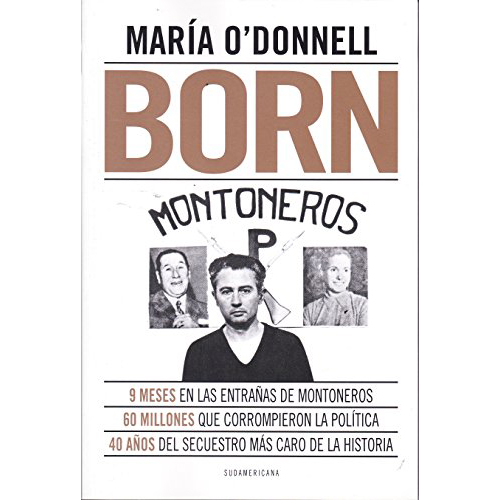 MARÍA O'DONNELL
BORN
MONTONEROS
P
9 MESES EN LAS ENTRAÑAS DE MONTONEROS
60 MILLONES QUE CORROMPIERON LA POLÍTICA
40 AÑOS DEL SECUESTRO MÁS CARO DE LA HISTORIA
SUDAMERICANA